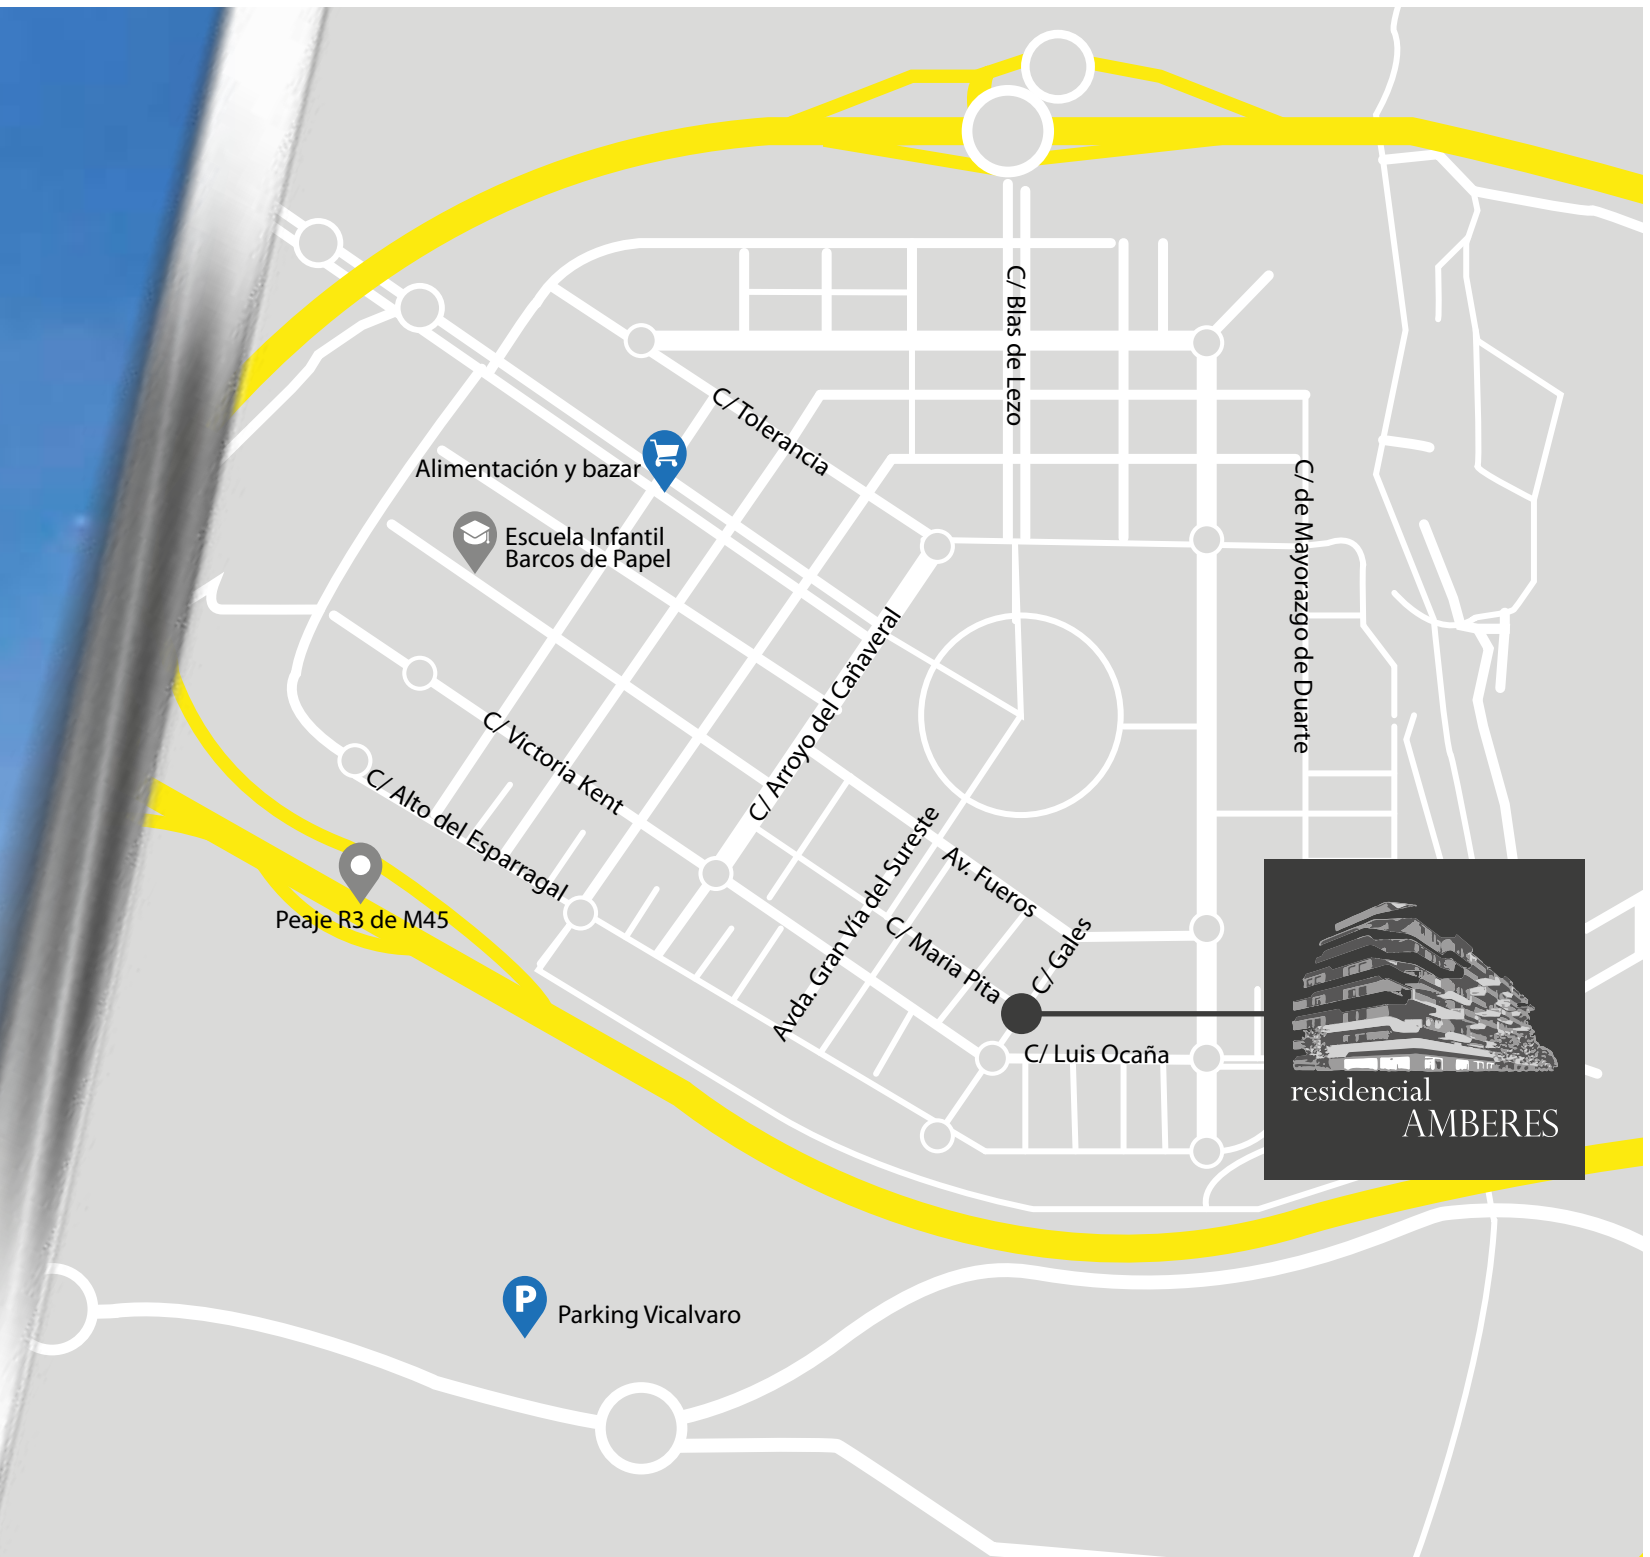 C/ Blas de Lezo
C/ Tolerancia
Alimentación y bazar
C/ de Mayorazgo de Duarte
Escuela Infantil
Barcos de Papel
C/ Arroyo del Cañaveral
C/ Victoria Kent
C/ Alto del Esparragal
Avda. Gran Vía del Sureste
Av. Fueros
Peaje R3 de M45
C/ Maria Pita
C/ Gales
C/ Luis Ocaña
residencial
AMBERES
P
Parking Vicalvaro